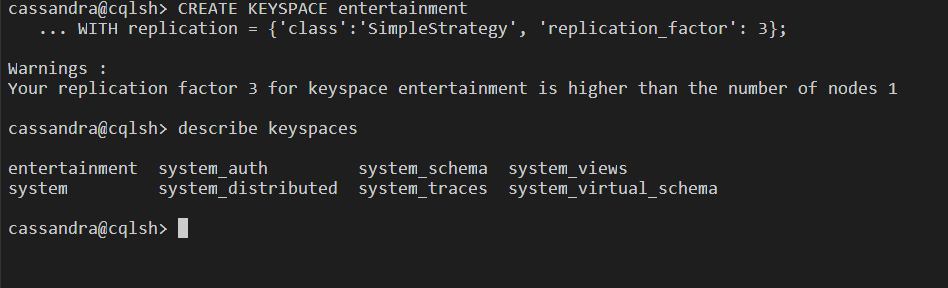 cassandra@cqlsh> CREATE KEYSPACE entertainment
   ... WITH replication = {'class':'SimpleStrategy', 'replication_factor': 3};
Warnings :
Your replication factor 3 for keyspace entertainment is higher than the number of nodes 1
cassandra@cqlsh> describe keyspaces
entertainment  system_auth         system_schema  system_views
system         system_distributed  system_traces  system_virtual_schema
cassandra@cqlsh>